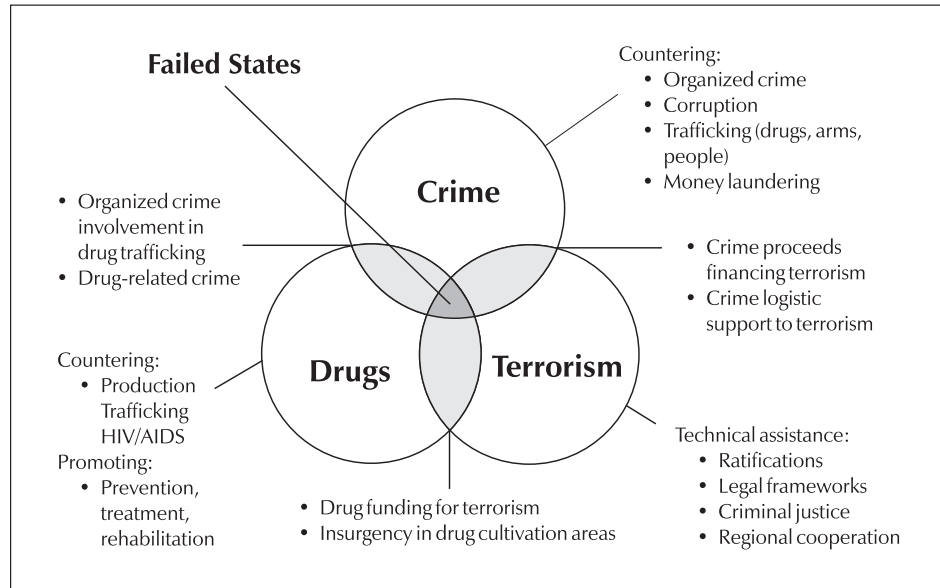 Failed States
Countering:
• Organized crime
• Corruption
• Trafficking (drugs, arms,
people)
• Money laundering
Crime
• Organized crime
involvement in
drug trafficking
• Drug-related crime
• Crime proceeds
financing terrorism
• Crime logistic
support to terrorism
Drugs
Terrorism
Countering:
• Production
Trafficking
HIV/AIDS
Promoting:
• Prevention,
treatment,
rehabilitation
• Drug funding for terrorism
• Insurgency in drug cultivation areas
Technical assistance:
• Ratifications
• Legal frameworks
• Criminal justice
• Regional cooperation